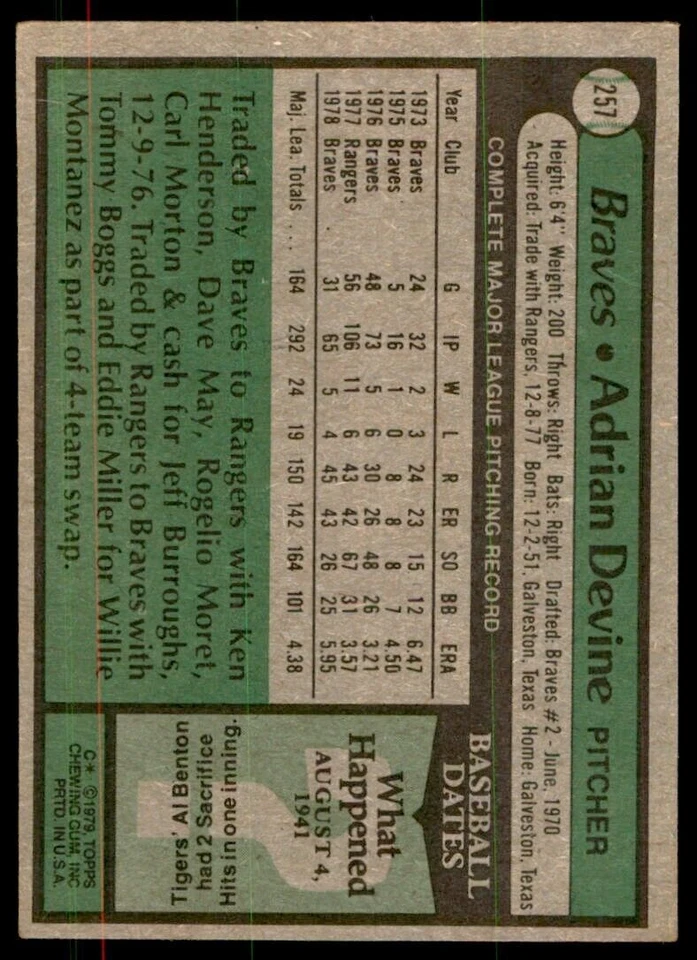 257
Braves • Adrian Devine PITCHER
Height: 6'4" Weight: 200 Throws: Right Bats: Right Drafted: Braves #2 - June, 1970
Acquired: Trade with Rangers, 12-8-77 Born: 12-2-51, Galveston, Texas Home: Galveston, Texas
COMPLETE MAJOR LEAGUE PITCHING RECORD
Year Club G IP W L R ER SO BB ERA
1973 Braves 24 32 2 3 24 23 15 12 6.47
1975 Braves 5 16 1 0 8 8 8 7 4.50
1976 Braves 48 73 5 6 30 26 48 26 3.21
1977 Rangers 56 106 11 6 43 42 67 31 3.57
1978 Braves 31 65 5 4 45 43 26 25 5.95
Maj. Lea. Totals . . . 164 292 24 19 150 142 164 101 4.38
Traded by Braves to Rangers with Ken
Henderson, Dave May, Rogelio Moret,
Carl Morton & cash for Jeff Burroughs,
12-9-76. Traded by Rangers to Braves with
Tommy Boggs and Eddie Miller for Willie
Montanez as part of 4-team swap.
BASEBALL
DATES
What
Happened
AUGUST 4,
1941
?
Tigers, Al Benton
had 2 Sacrifice
Hits in one inning.
C* ©1979, TOPPS
CHEWING GUM, INC
PRTD. IN U.S.A.